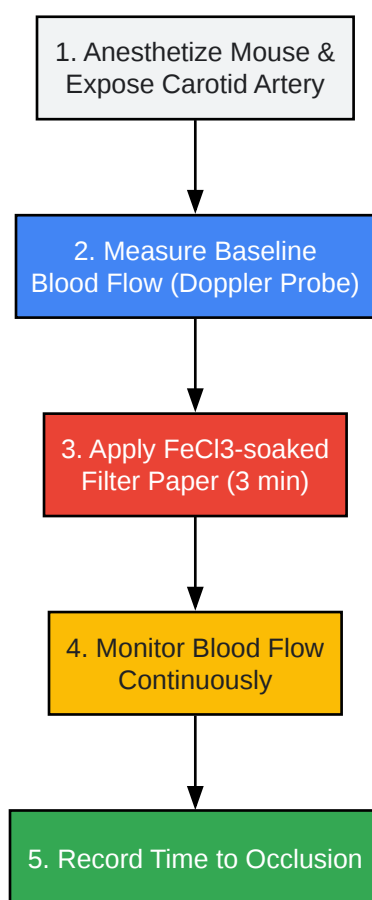 1. Anesthetize Mouse &
Expose Carotid Artery
2. Measure Baseline
Blood Flow (Doppler Probe)
3. Apply FeCl3-soaked
Filter Paper (3 min)
4. Monitor Blood Flow
Continuously
5. Record Time to Occlusion